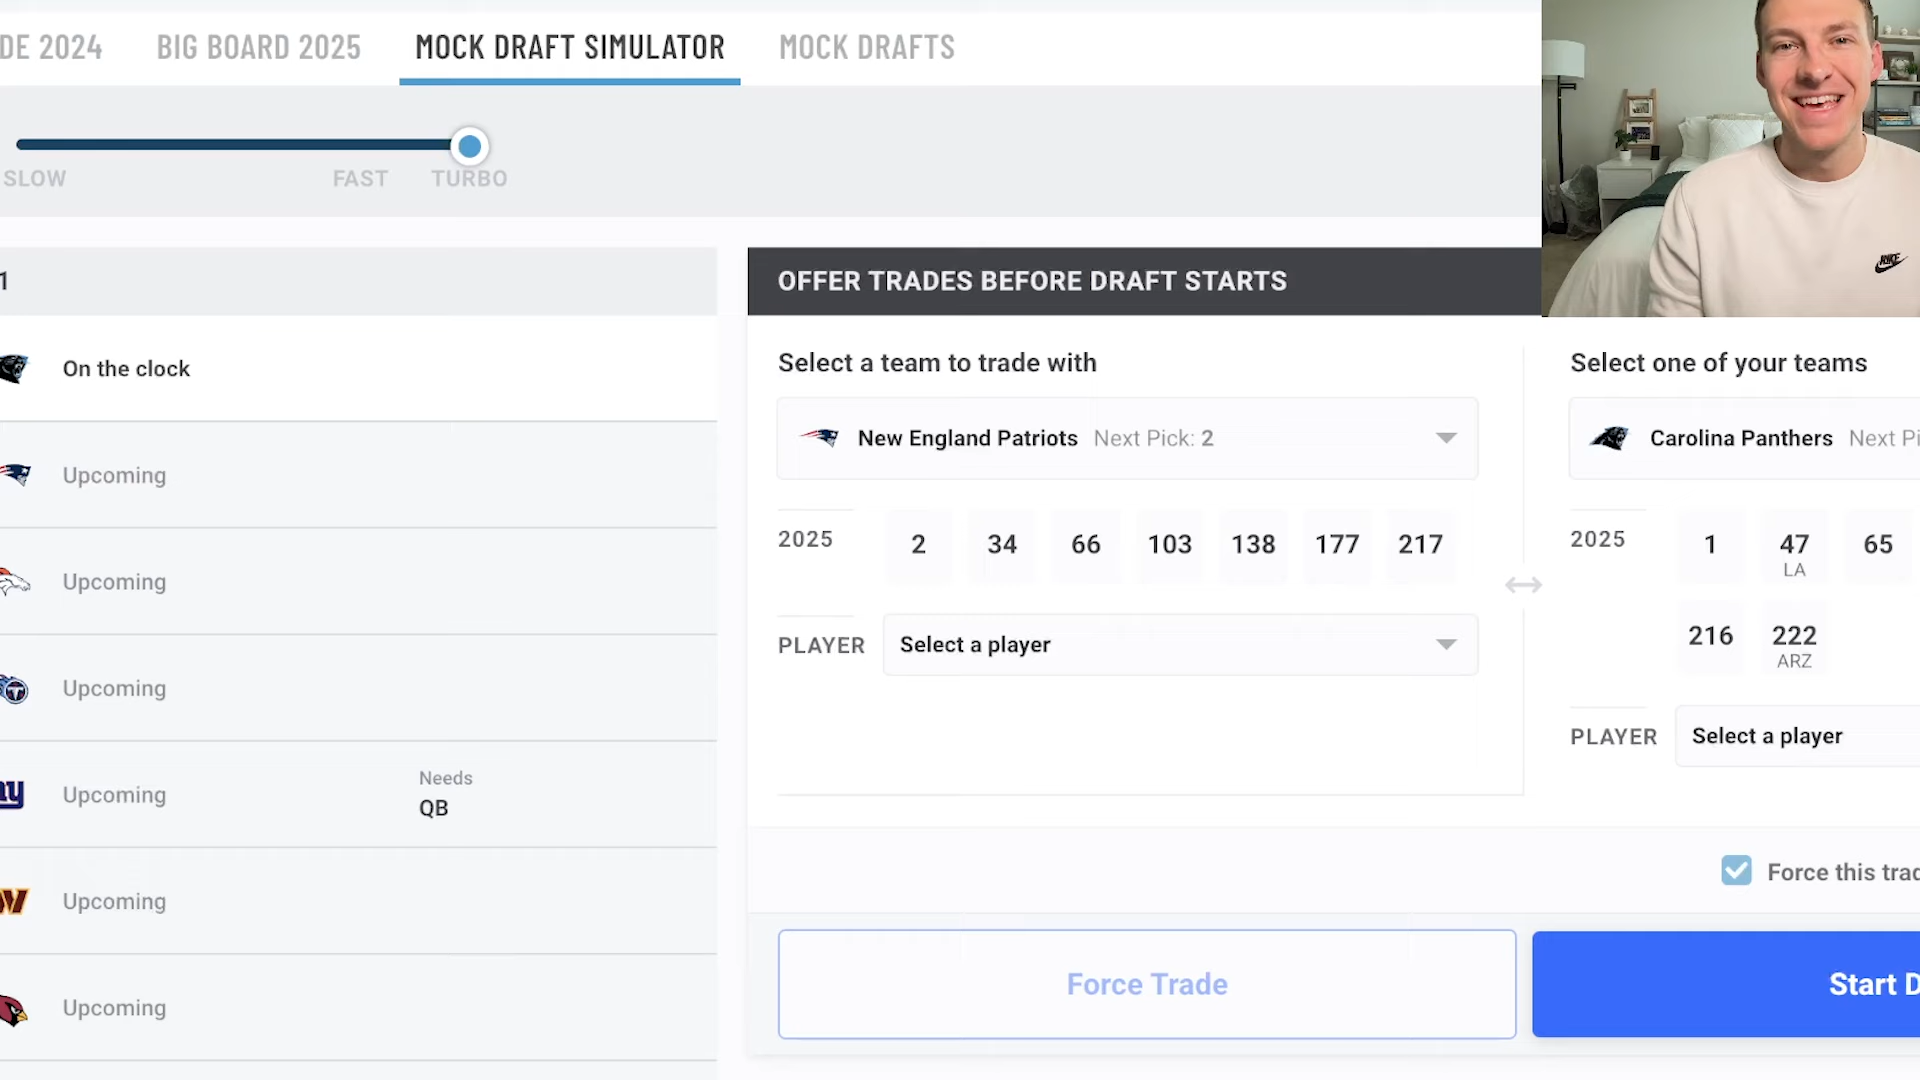 DE 2024 BIG BOARD 2025 MOCK DRAFT SIMULATOR MOCK DRAFTS
SLOW FAST TURBO
1
OFFER TRADES BEFORE DRAFT STARTS
On the clock
Upcoming
Upcoming
Upcoming
Upcoming
Needs
QB
Upcoming
Upcoming
Select a team to trade with
New England Patriots Next Pick: 2
2025 2 34 66 103 138 177 217
PLAYER Select a player
Select one of your teams
Carolina Panthers Next Pi
2025 1 47 65
LA
216 222
ARZ
PLAYER Select a player
Force this trad
Force Trade
Start D
NIKE